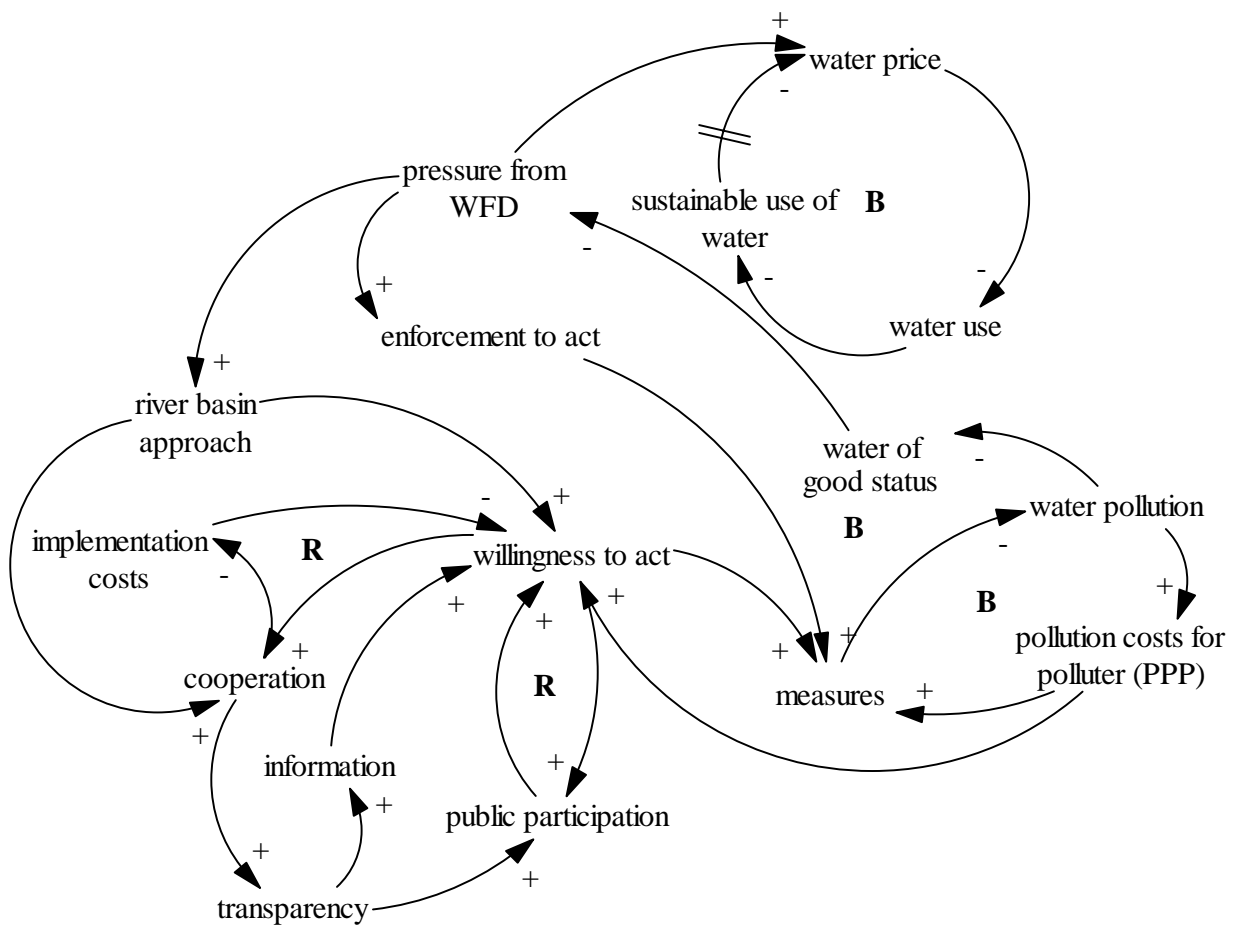 +
water price
-
pressure from
WFD
sustainable use of
water
B
-
-
-
+
water use
enforcement to act
+
river basin
approach
water of
good status
-
water pollution
-
+
B
implementation
costs
-
R
-
+
willingness to act
+
+
+
B
+
pollution costs for
polluter (PPP)
+
+
+
measures
+
cooperation
+
R
information
+
+
public participation
+
+
transparency